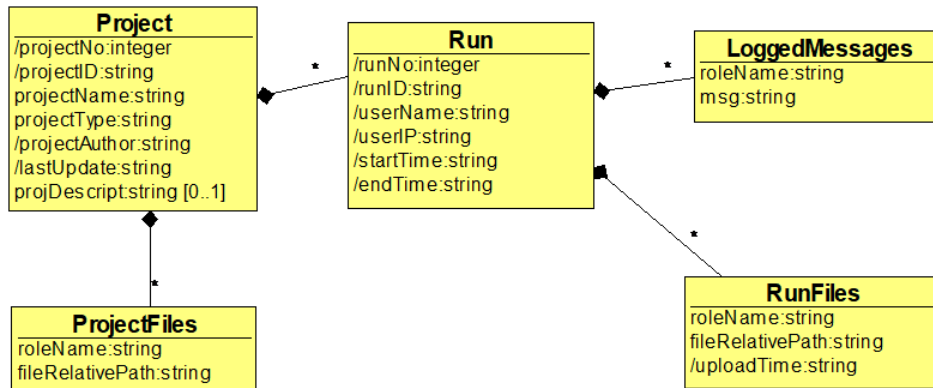 Project
/projectNo:integer
/projectID:string
projectName:string
projectType:string
/projectAuthor:string
/lastUpdate:string
projDescript:string [0..1]
*
Run
/runNo:integer
/runID:string
/userName:string
/userIP:string
/startTime:string
/endTime:string
*
LoggedMessages
roleName:string
msg:string
*
*
ProjectFiles
roleName:string
fileRelativePath:string
RunFiles
roleName:string
fileRelativePath:string
/uploadTime:string